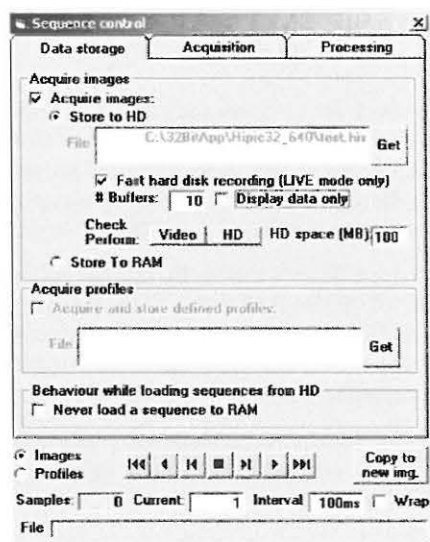 Sequence control
Data storage Acquisition Processing
Acquire images
Acquire images:
Store to HD
File C:\32BitApp\Hipic32_640\test.his Get
Fast hard disk recording (LIVE mode only)
# Buffers: 10 Display data only
Check Perform: Video HD HD space (MB): 100
Store To RAM
Acquire profiles
Acquire and store defined profiles.
File Get
Behaviour while loading sequences from HD
Never load a sequence to RAM
Images
Profiles
Copy to new img.
Samples: 0 Current: 1 Interval 100ms Wrap
File